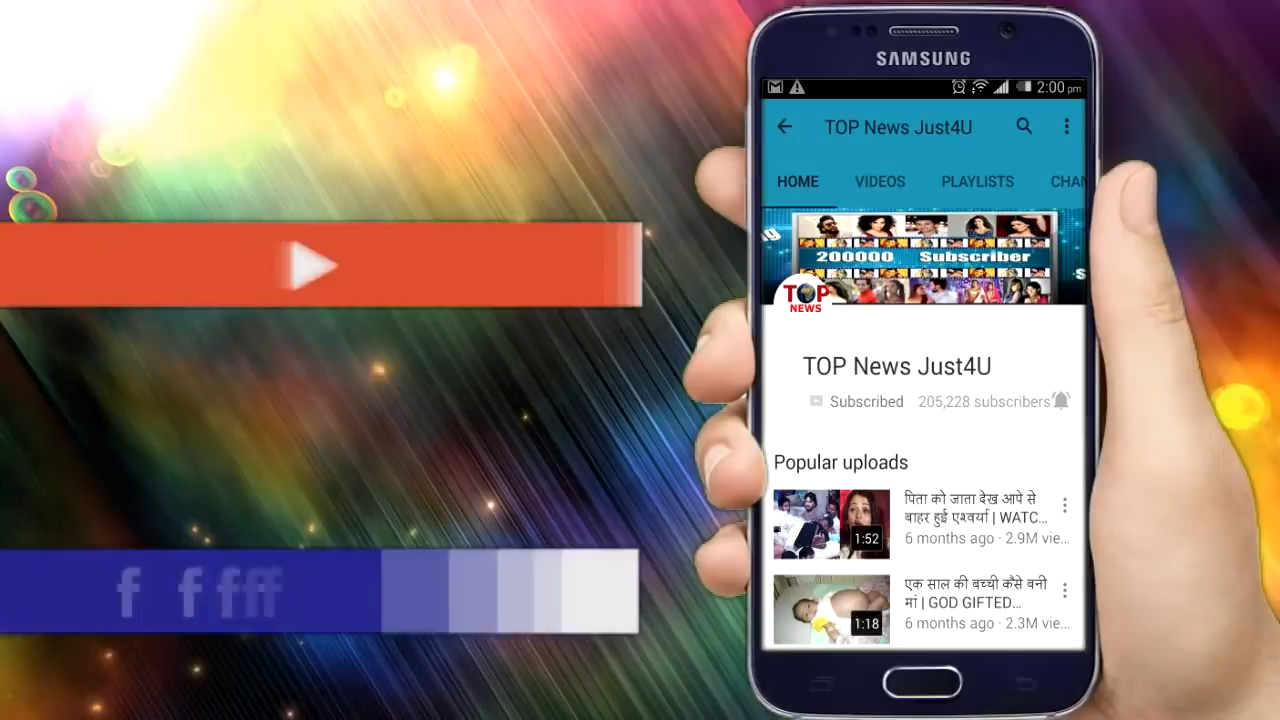 SAMSUNG
2:00 pm
TOP News Just4U
HOME VIDEOS PLAYLISTS CHAN
200000 Subscriber
TOP
NEWS
TOP News Just4U
Subscribed 205,228 subscribers
Popular uploads
पिता को जाता देख आपे से
बाहर हुई एश्वर्या | WATC...
1:52
6 months ago · 2.9M vie...
एक साल की बच्ची कैसे बनी
मां | GOD GIFTED...
1:18
6 months ago · 2.3M vie...
f f fff